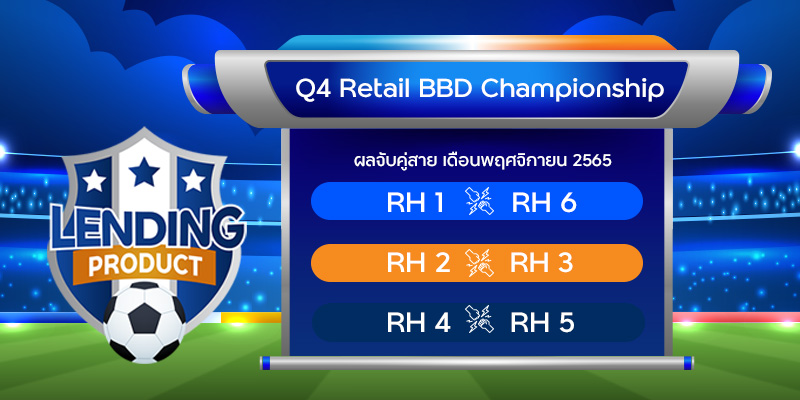 Q4 Retail BBD Championship
ผลจับคู่สาย เดือนพฤศจิกายน 2565
LENDING
PRODUCT
RH 1 RH 6
RH 2 RH 3
RH 4 RH 5